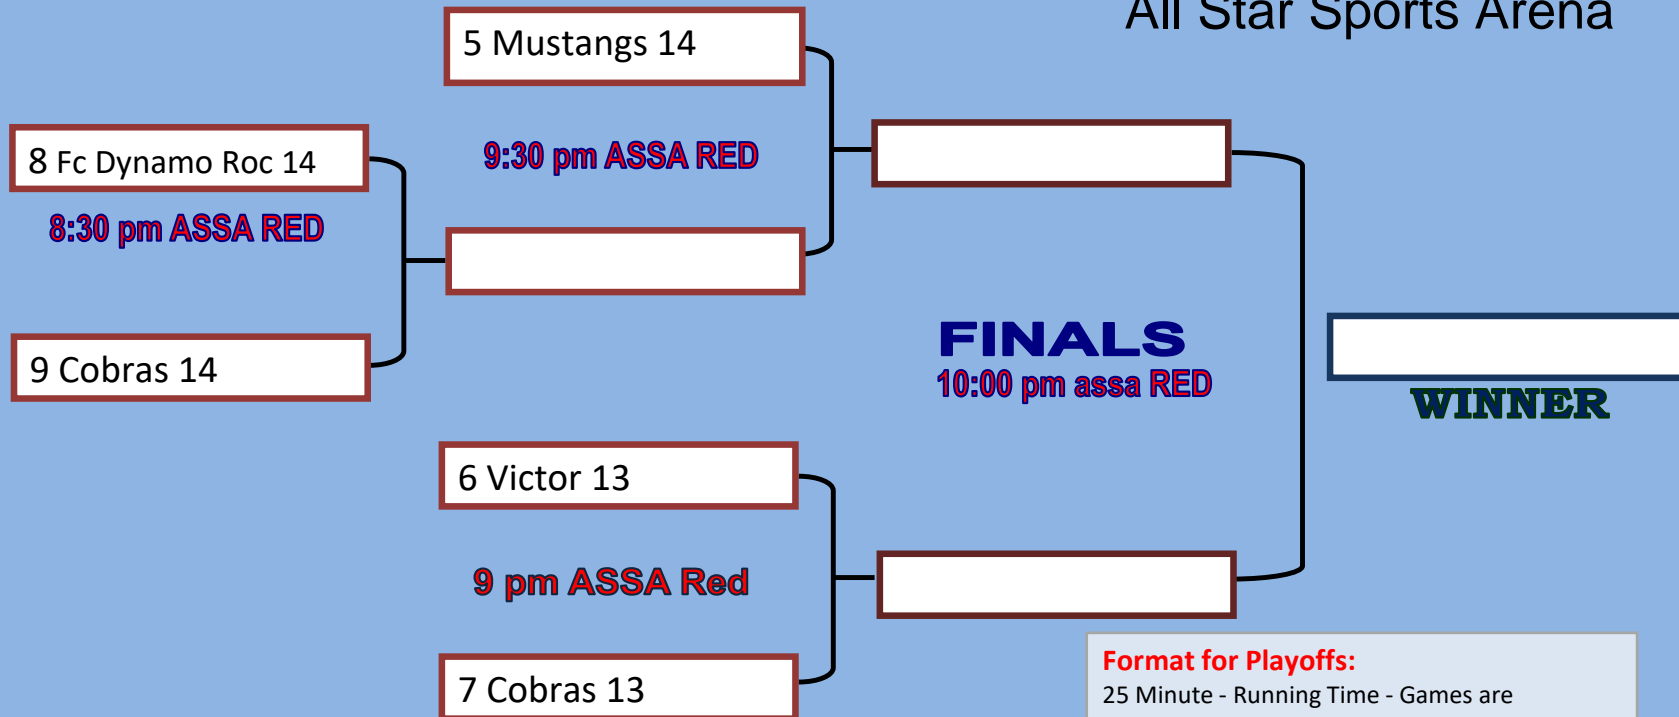 All Star Sports Arena
5 Mustangs 14
8 Fc Dynamo Roc 14
9:30 pm ASSA RED
8:30 pm ASSA RED
9 Cobras 14
FINALS
10:00 pm assa RED
WINNER
6 Victor 13
9 pm ASSA Red
7 Cobras 13
Format for Playoffs:
25 Minute - Running Time - Games are